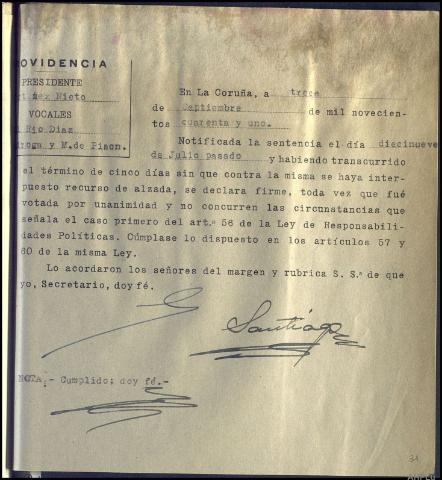 OVIDENCIA
PRESIDENTE
ñez Nieto
VOCALES
Rio Diaz
roga y M. de Pison.
En La Coruña, a trece
de Septiembre de mil novecien-
tos cuarenta y uno.
Notificada la sentencia el día diecinueve
de Julio pasado y habiendo transcurrido
el término de cinco días sin que contra la misma se haya inter-
puesto recurso de alzada, se declara firme, toda vez que fué
votada por unanimidad y no concurren las circunstancias que
señala el caso primero del art.º 56 de la Ley de Responsabili-
dades Políticas. Cúmplase lo dispuesto en los artículos 57 y
60 de la misma Ley.
Lo acordaron los señores del margen y rubrica S. S.ª de que
yo, Secretario, doy fé.
Santiago
NOTA.- Cumplido; doy fé.-
31